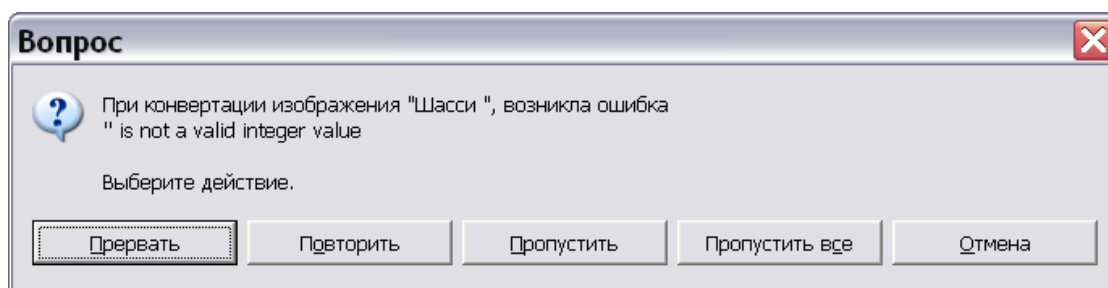 Вопрос
При конвертации изображения "Шасси ", возникла ошибка
'' is not a valid integer value
Выберите действие.
Прервать
Повторить
Пропустить
Пропустить все
Отмена